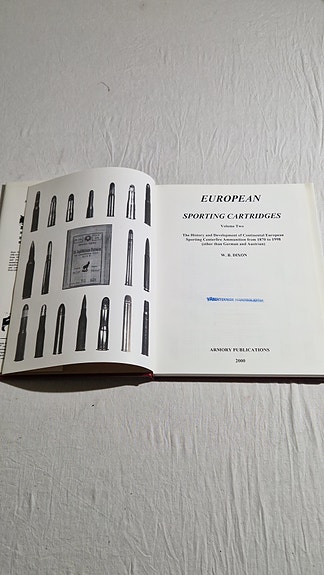 EUROPEAN
SPORTING CARTRIDGES
Volume Two
The History and Development of Continental European
Sporting Centerfire Ammunition from 1870 to 1998
(other than German and Austrian)
W. B. DIXON
ARMORY PUBLICATIONS
2000